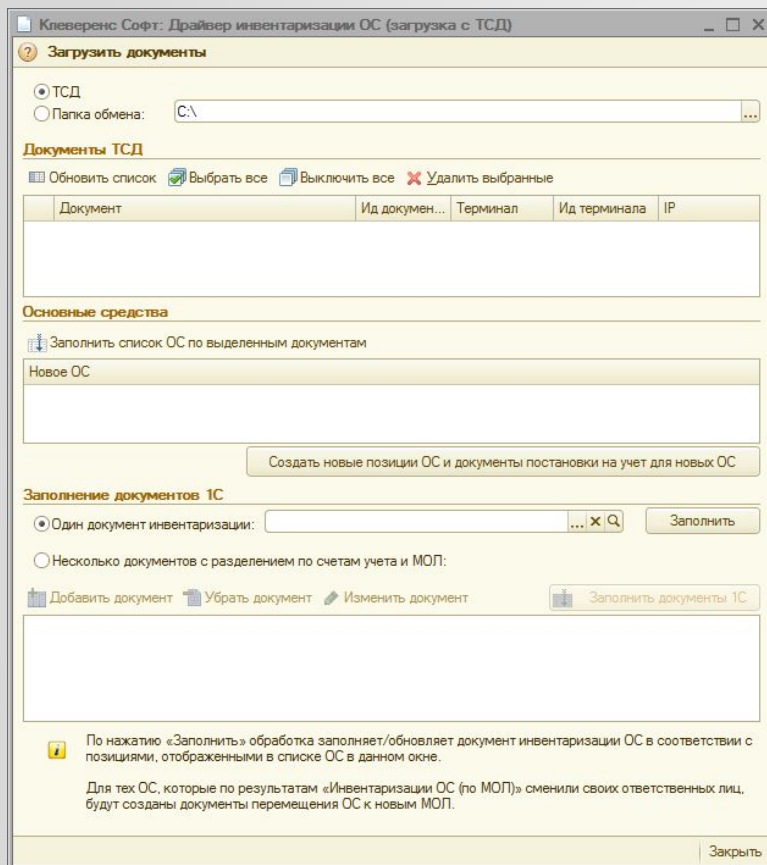 Клеверенс Софт: Драйвер инвентаризации ОС (загрузка с ТСД)
Загрузить документы
ТСД
Папка обмена: C:\ ...
Документы ТСД
Обновить список Выбрать все Выключить все Удалить выбранные
Документ Ид докумен... Терминал Ид терминала IP
Основные средства
Заполнить список ОС по выделенным документам
Новое ОС
Создать новые позиции ОС и документы постановки на учет для новых ОС
Заполнение документов 1С
Один документ инвентаризации: ... Заполнить
Несколько документов с разделением по счетам учета и МОЛ:
Добавить документ Убрать документ Изменить документ Заполнить документы 1С
По нажатию «Заполнить» обработка заполняет/обновляет документ инвентаризации ОС в соответствии с
позициями, отображенными в списке ОС в данном окне.
Для тех ОС, которые по результатам «Инвентаризации ОС (по МОЛ)» сменили своих ответственных лиц,
будут созданы документы перемещения ОС к новым МОЛ.
Закрыть